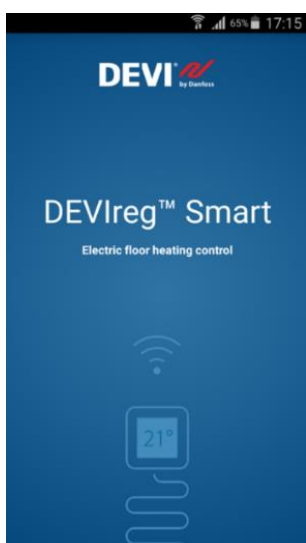 65% 17:15
DEVI®
by Danfoss
DEVIreg™ Smart
Electric floor heating control
21°